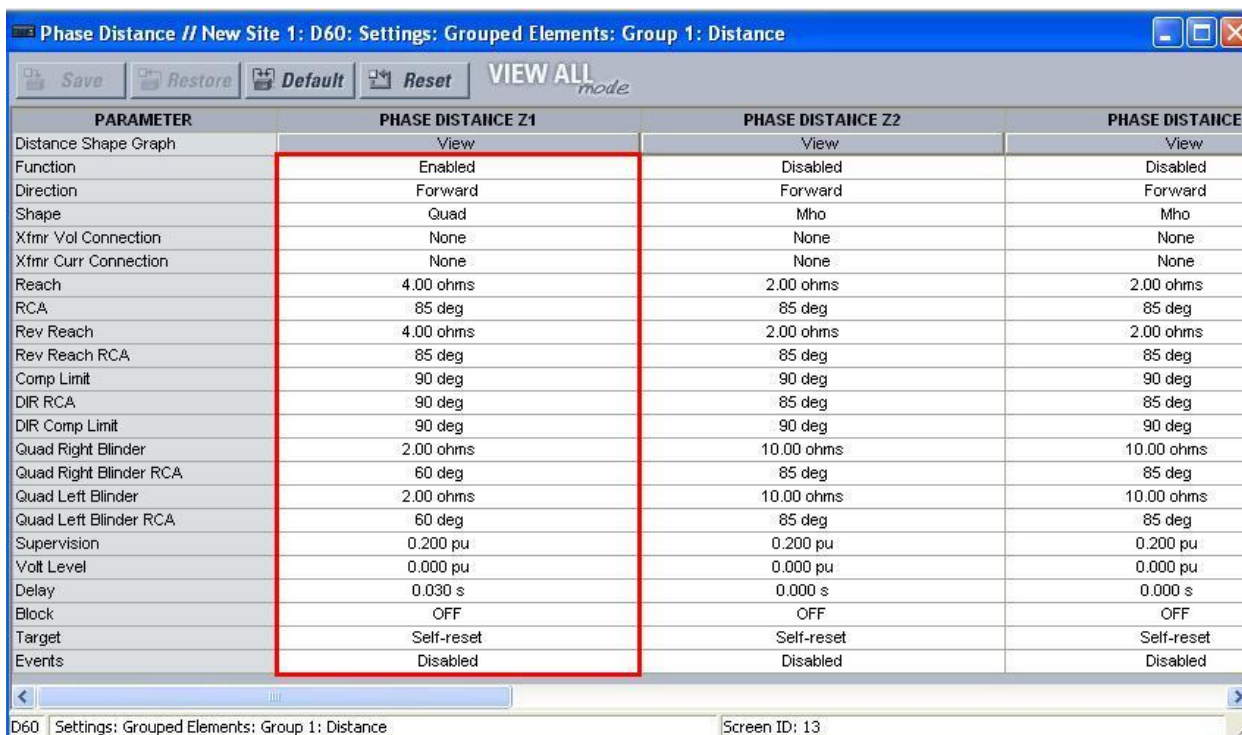 Phase Distance // New Site 1: D60: Settings: Grouped Elements: Group 1: Distance
Save Restore Default Reset VIEW ALL mode
PARAMETER PHASE DISTANCE Z1 PHASE DISTANCE Z2 PHASE DISTANCE
Distance Shape Graph View View View
Function Enabled Disabled Disabled
Direction Forward Forward Forward
Shape Quad Mho Mho
Xfmr Vol Connection None None None
Xfmr Curr Connection None None None
Reach 4.00 ohms 2.00 ohms 2.00 ohms
RCA 85 deg 85 deg 85 deg
Rev Reach 4.00 ohms 2.00 ohms 2.00 ohms
Rev Reach RCA 85 deg 85 deg 85 deg
Comp Limit 90 deg 90 deg 90 deg
DIR RCA 90 deg 85 deg 85 deg
DIR Comp Limit 90 deg 90 deg 90 deg
Quad Right Blinder 2.00 ohms 10.00 ohms 10.00 ohms
Quad Right Blinder RCA 60 deg 85 deg 85 deg
Quad Left Blinder 2.00 ohms 10.00 ohms 10.00 ohms
Quad Left Blinder RCA 60 deg 85 deg 85 deg
Supervision 0.200 pu 0.200 pu 0.200 pu
Volt Level 0.000 pu 0.000 pu 0.000 pu
Delay 0.030 s 0.000 s 0.000 s
Block OFF OFF OFF
Target Self-reset Self-reset Self-reset
Events Disabled Disabled Disabled
D60 Settings: Grouped Elements: Group 1: Distance Screen ID: 13